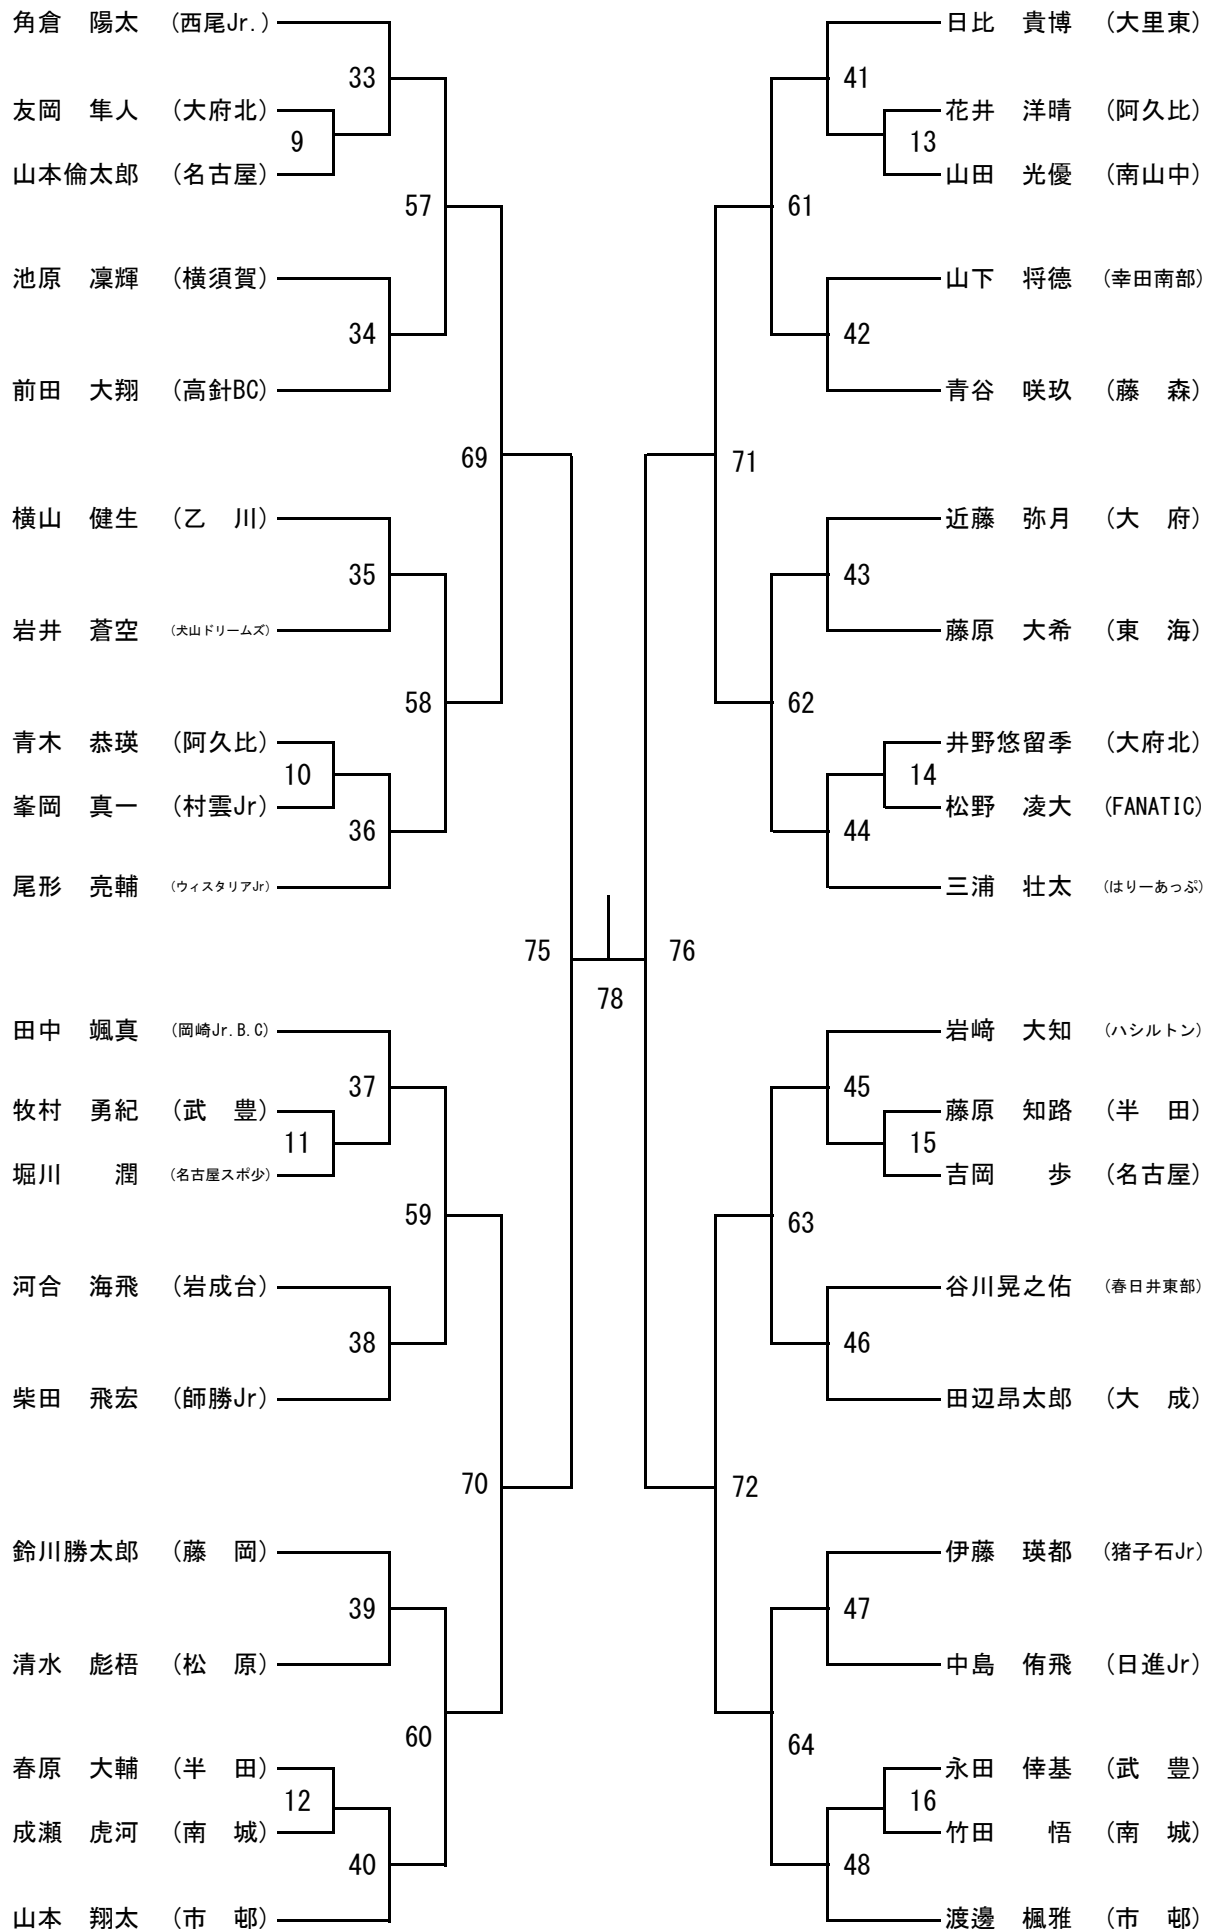 角倉　陽太　(西尾Jr.)
33
友岡　隼人　(大府北)
9
山本倫太郎　(名古屋)
57
池原　凜輝　(横須賀)
34
前田　大翔　(高針BC)
69
横山　健生　(乙　川)
35
岩井　蒼空　(犬山ドリームズ)
58
青木　恭瑛　(阿久比)
10
峯岡　真一　(村雲Jr)
36
尾形　亮輔　(ウィスタリアJr)
75
田中　颯真　(岡崎Jr.B.C)
37
牧村　勇紀　(武　豊)
11
堀川　　潤　(名古屋スポ少)
59
河合　海飛　(岩成台)
38
柴田　飛宏　(師勝Jr)
70
鈴川勝太郎　(藤　岡)
39
清水　彪梧　(松　原)
60
春原　大輔　(半　田)
12
成瀬　虎河　(南　城)
40
山本　翔太　(市　邨)
78
日比　貴博　(大里東)
41
花井　洋晴　(阿久比)
13
山田　光優　(南山中)
61
山下　将徳　(幸田南部)
42
青谷　咲玖　(藤　森)
71
近藤　弥月　(大　府)
43
藤原　大希　(東　海)
62
井野悠留季　(大府北)
14
松野　凌大　(FANATIC)
44
三浦　壮太　(はりーあっぷ)
76
岩﨑　大知　(ハシルトン)
45
藤原　知路　(半　田)
15
吉岡　　歩　(名古屋)
63
谷川晃之佑　(春日井東部)
46
田辺昂太郎　(大　成)
72
伊藤　瑛都　(猪子石Jr)
47
中島　侑飛　(日進Jr)
64
永田　倖基　(武　豊)
16
竹田　　悟　(南　城)
48
渡邊　楓雅　(市　邨)